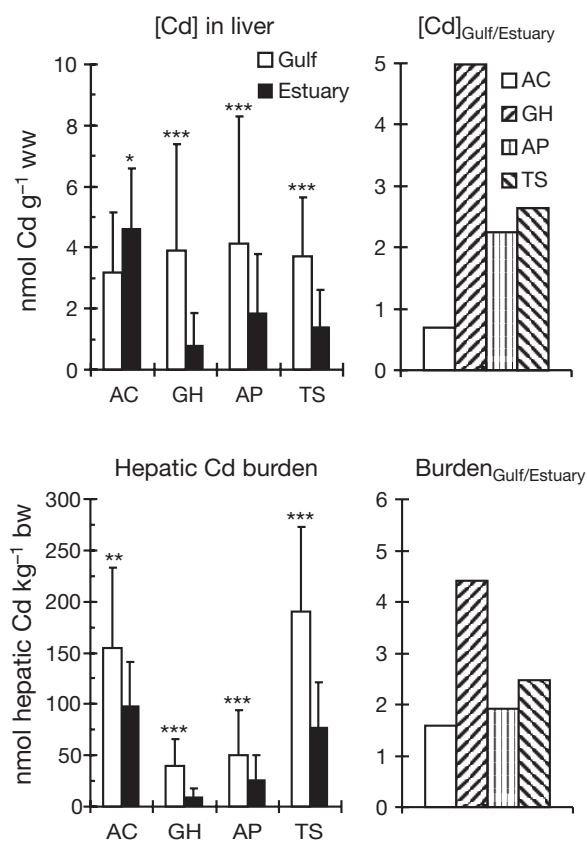 [Cd] in liver
[Cd]Gulf/Estuary
nmol Cd g⁻¹ ww
10
8
6
4
2
0
Gulf
Estuary
*
***
***
***
AC GH AP TS
5
4
3
2
1
0
AC
GH
AP
TS
Hepatic Cd burden
BurdenGulf/Estuary
nmol hepatic Cd kg⁻¹ bw
300
250
200
150
100
50
0
**
***
***
***
AC GH AP TS
6
5
4
3
2
1
0